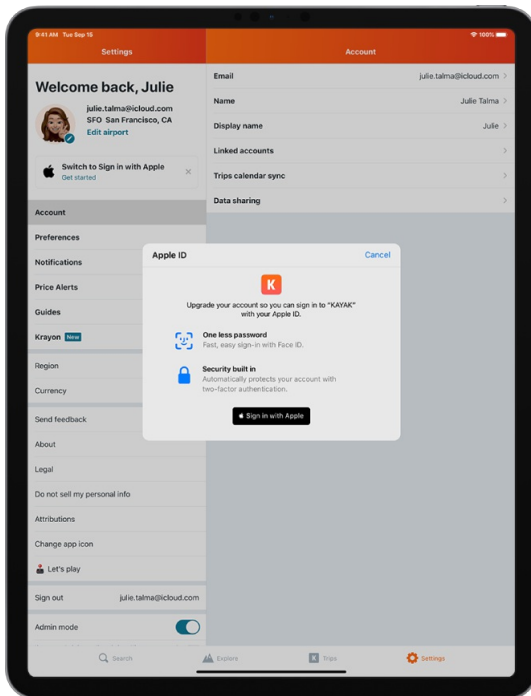 9:41 AM Tue Sep 15
100%
Settings
Account
Welcome back, Julie
julie.talma@icloud.com
SFO San Francisco, CA
Edit airport
Switch to Sign in with Apple
Get started
Account
Preferences
Notifications
Price Alerts
Guides
Krayon New
Region
Currency
Send feedback
About
Legal
Do not sell my personal info
Attributions
Change app icon
Let's play
Sign out julie.talma@icloud.com
Admin mode
Email julie.talma@icloud.com
Name Julie Talma
Display name Julie
Linked accounts
Trips calendar sync
Data sharing
Apple ID Cancel
K
Upgrade your account so you can sign in to "KAYAK"
with your Apple ID.
One less password
Fast, easy sign-in with Face ID.
Security built in
Automatically protects your account with
two-factor authentication.
Sign in with Apple
Search
Explore
K Trips
Settings